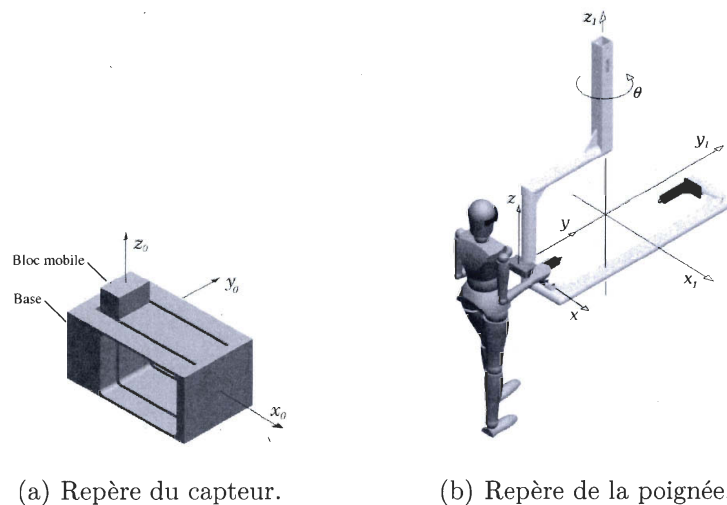 z₁
θ
y₁
z
y
x₁
x
z₀
Bloc mobile
y₀
Base
x₀
(a) Repère du capteur.
(b) Repère de la poignée